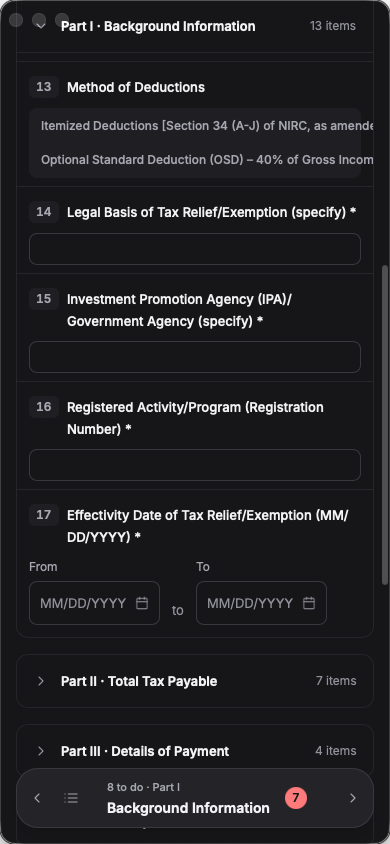 Part I · Background Information 13 items
13 Method of Deductions
Itemized Deductions [Section 34 (A-J) of NIRC, as amende
Optional Standard Deduction (OSD) – 40% of Gross Incom
14 Legal Basis of Tax Relief/Exemption (specify) *
15 Investment Promotion Agency (IPA)/
Government Agency (specify) *
16 Registered Activity/Program (Registration
Number) *
17 Effectivity Date of Tax Relief/Exemption (MM/
DD/YYYY) *
From To
MM/DD/YYYY to MM/DD/YYYY
Part II · Total Tax Payable 7 items
Part III · Details of Payment 4 items
8 to do · Part I
Background Information 7